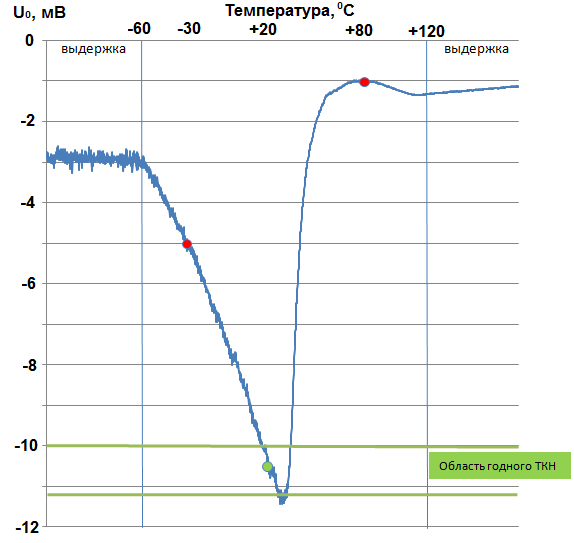 U₀, мВ
Температура, ⁰С
-60
-30
+20
+80
+120
выдержка
выдержка
0
-2
-4
-6
-8
-10
-12
Область годного ТКН